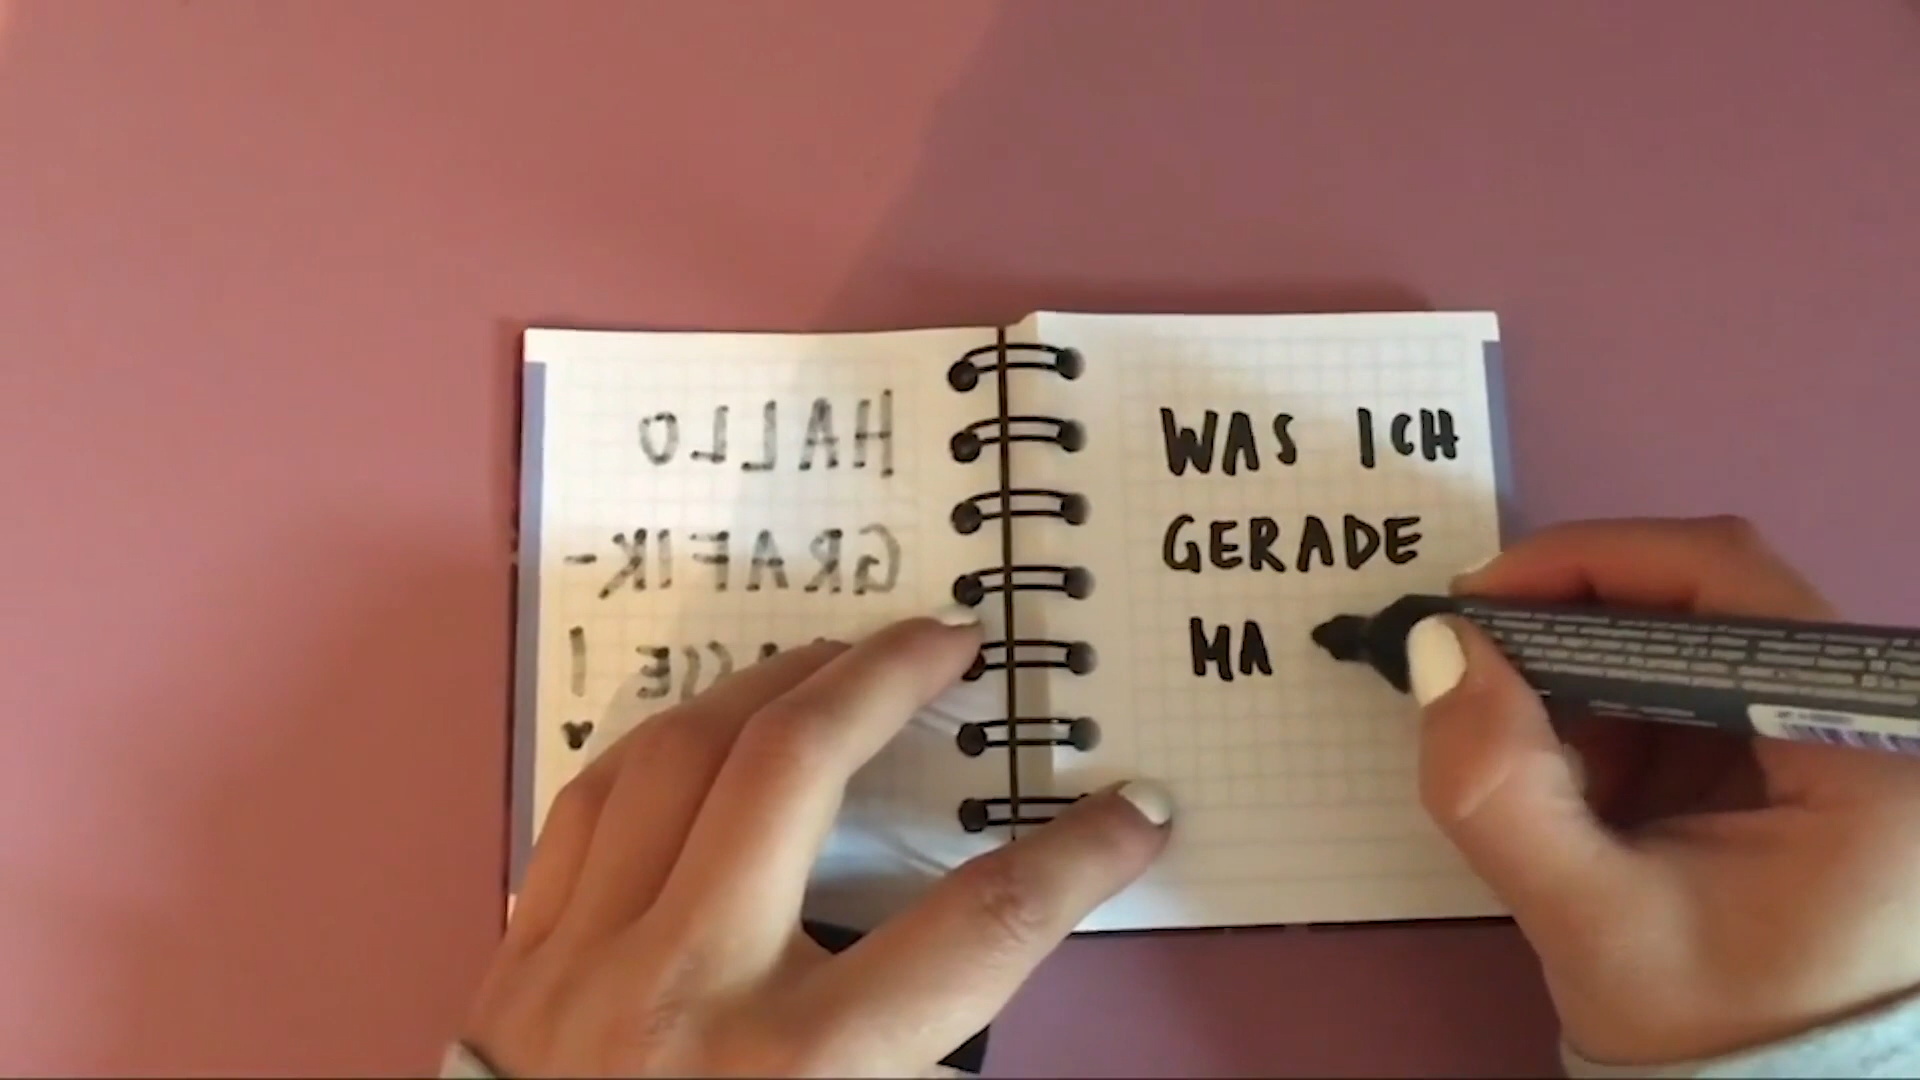 HALLO
GRAFIK-
!
♥
WAS ICH
GERADE
MA